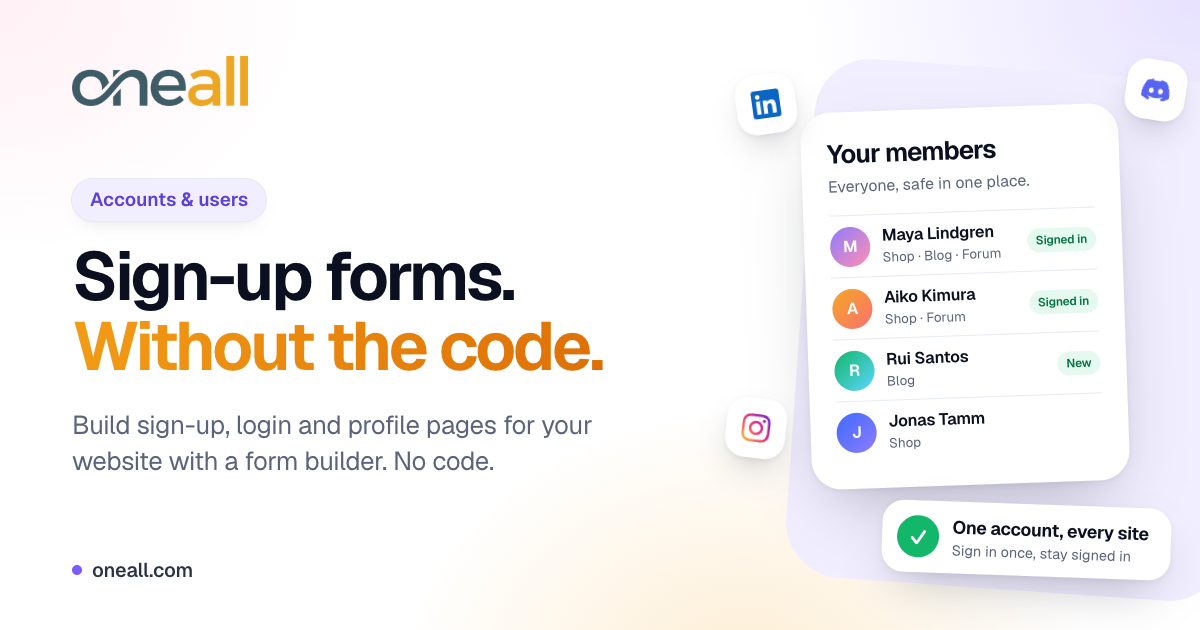 oneall
Accounts & users
Sign-up forms.
Without the code.
Build sign-up, login and profile pages for your
website with a form builder. No code.
oneall.com
in
Your members
Everyone, safe in one place.
M
Maya Lindgren
Shop · Blog · Forum
Signed in
A
Aiko Kimura
Shop · Forum
Signed in
R
Rui Santos
Blog
New
J
Jonas Tamm
Shop
One account, every site
Sign in once, stay signed in